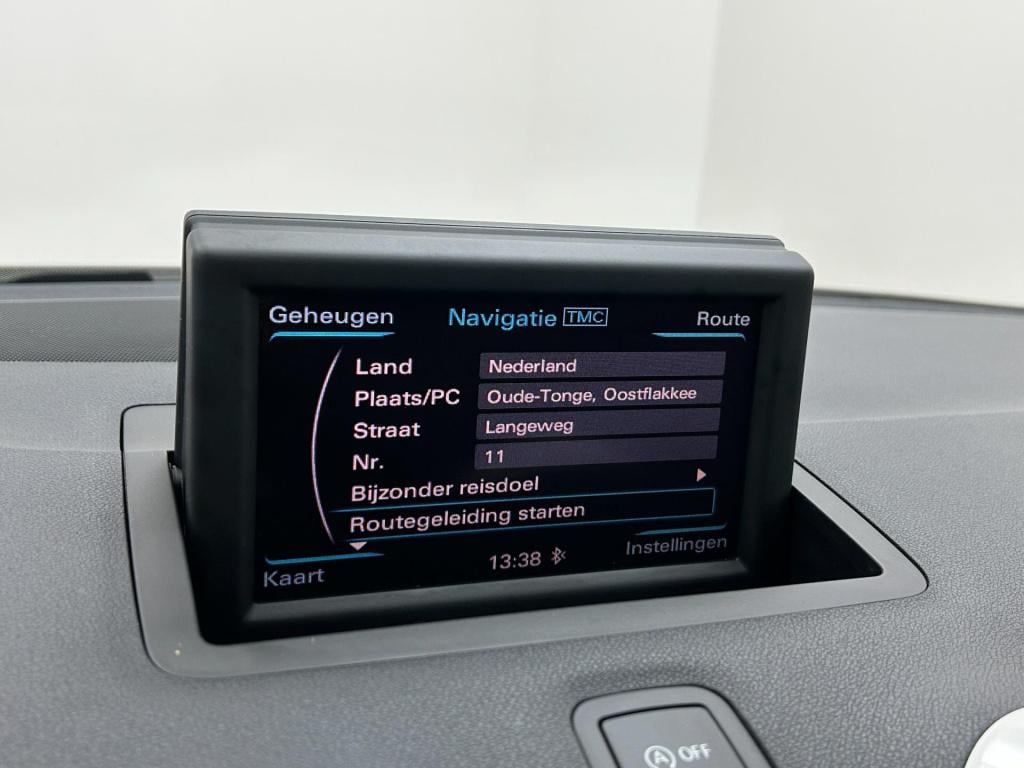 Geheugen Navigatie TMC Route
Land Nederland
Plaats/PC Oude-Tonge, Oostflakkee
Straat Langeweg
Nr. 11
Bijzonder reisdoel
Routegeleiding starten
Kaart 13:38 Instellingen
A OFF